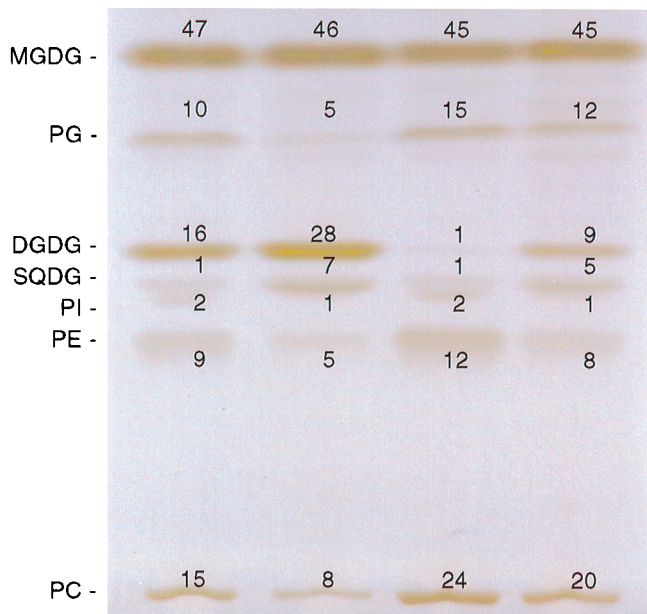 MGDG - 47 46 45 45
PG - 10 5 15 12
DGDG - 16 28 1 9
SQDG - 1 7 1 5
PI - 2 1 2 1
PE - 9 5 12 8
PC - 15 8 24 20